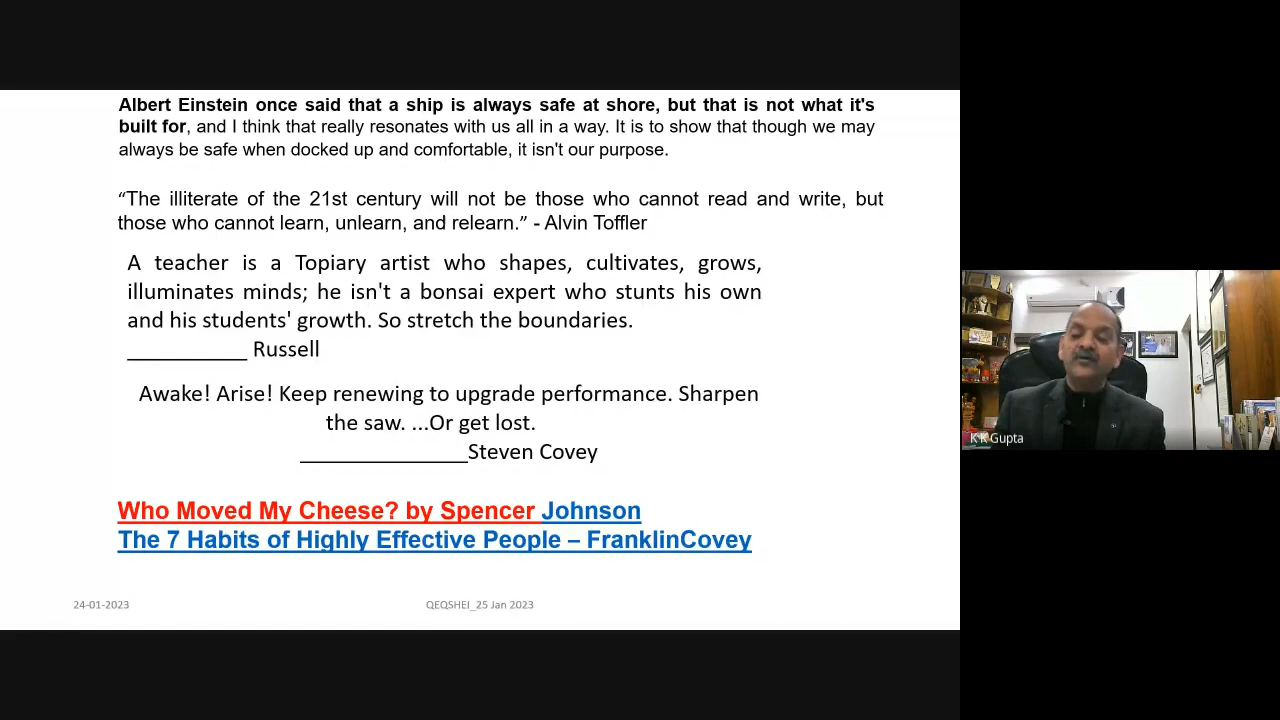 Albert Einstein once said that a ship is always safe at shore, but that is not what it's
built for, and I think that really resonates with us all in a way. It is to show that though we may
always be safe when docked up and comfortable, it isn't our purpose.
“The illiterate of the 21st century will not be those who cannot read and write, but
those who cannot learn, unlearn, and relearn.” - Alvin Toffler
A teacher is a Topiary artist who shapes, cultivates, grows,
illuminates minds; he isn't a bonsai expert who stunts his own
and his students' growth. So stretch the boundaries.
___________ Russell
Awake! Arise! Keep renewing to upgrade performance. Sharpen
the saw. ...Or get lost.
_______________Steven Covey
Who Moved My Cheese? by Spencer Johnson
The 7 Habits of Highly Effective People – FranklinCovey
24-01-2023
QEQSHEI_25 Jan 2023
K K Gupta